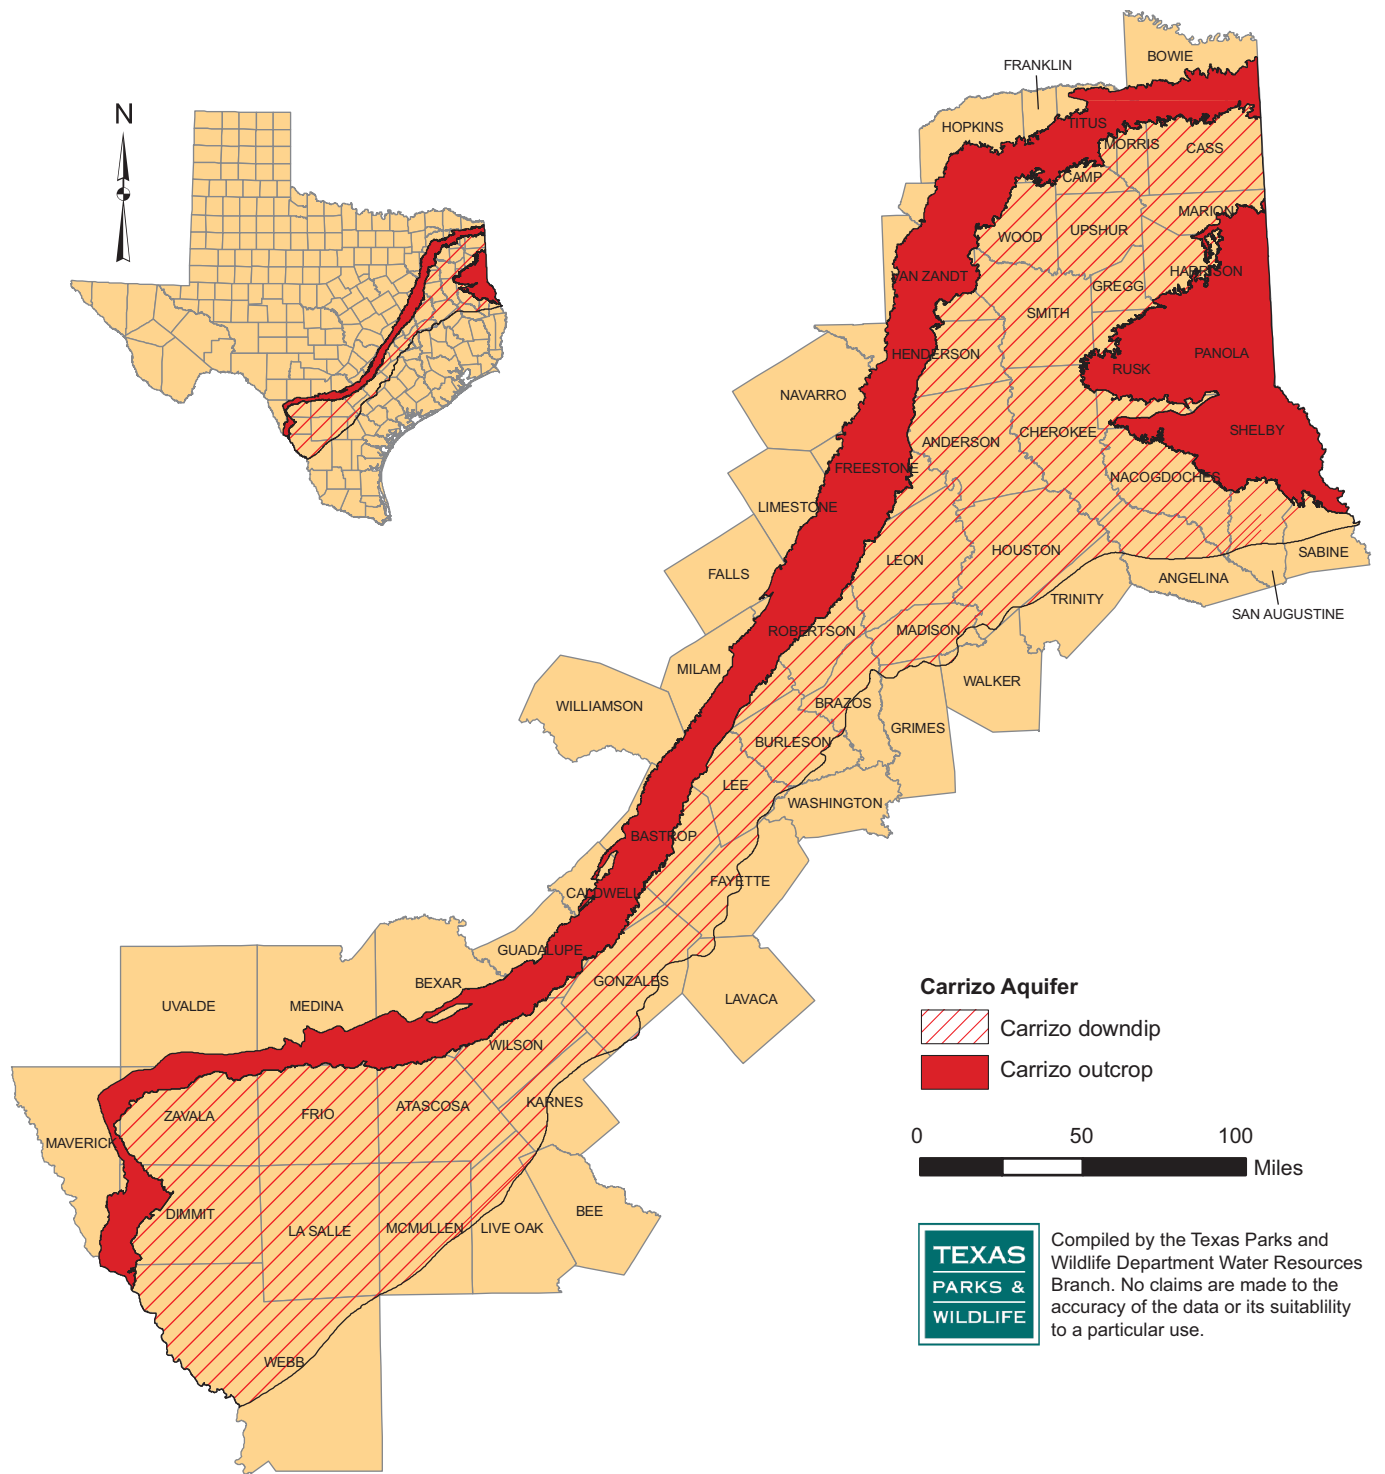 BOWIE
FRANKLIN
N
HOPKINS
TITUS
MORRIS
CASS
CAMP
MARION
WOOD
UPSHUR
VAN ZANDT
HARRISON
GREGG
SMITH
HENDERSON
PANOLA
RUSK
NAVARRO
SHELBY
CHEROKEE
ANDERSON
FREESTONE
NACOGDOCHES
LIMESTONE
HOUSTON
SABINE
LEON
FALLS
ANGELINA
TRINITY
SAN AUGUSTINE
ROBERTSON
MADISON
MILAM
WALKER
WILLIAMSON
BRAZOS
GRIMES
BURLESON
LEE
WASHINGTON
BASTROP
FAYETTE
CALDWELL
GUADALUPE
GONZALES
BEXAR
LAVACA
UVALDE
MEDINA
WILSON
KARNES
ATASCOSA
FRIO
ZAVALA
MAVERICK
BEE
DIMMIT
LA SALLE
MCMULLEN
LIVE OAK
WEBB
Carrizo Aquifer
Carrizo downdip
Carrizo outcrop
0 50 100
Miles
TEXAS
PARKS &
WILDLIFE
Compiled by the Texas Parks and
Wildlife Department Water Resources
Branch. No claims are made to the
accuracy of the data or its suitablility
to a particular use.